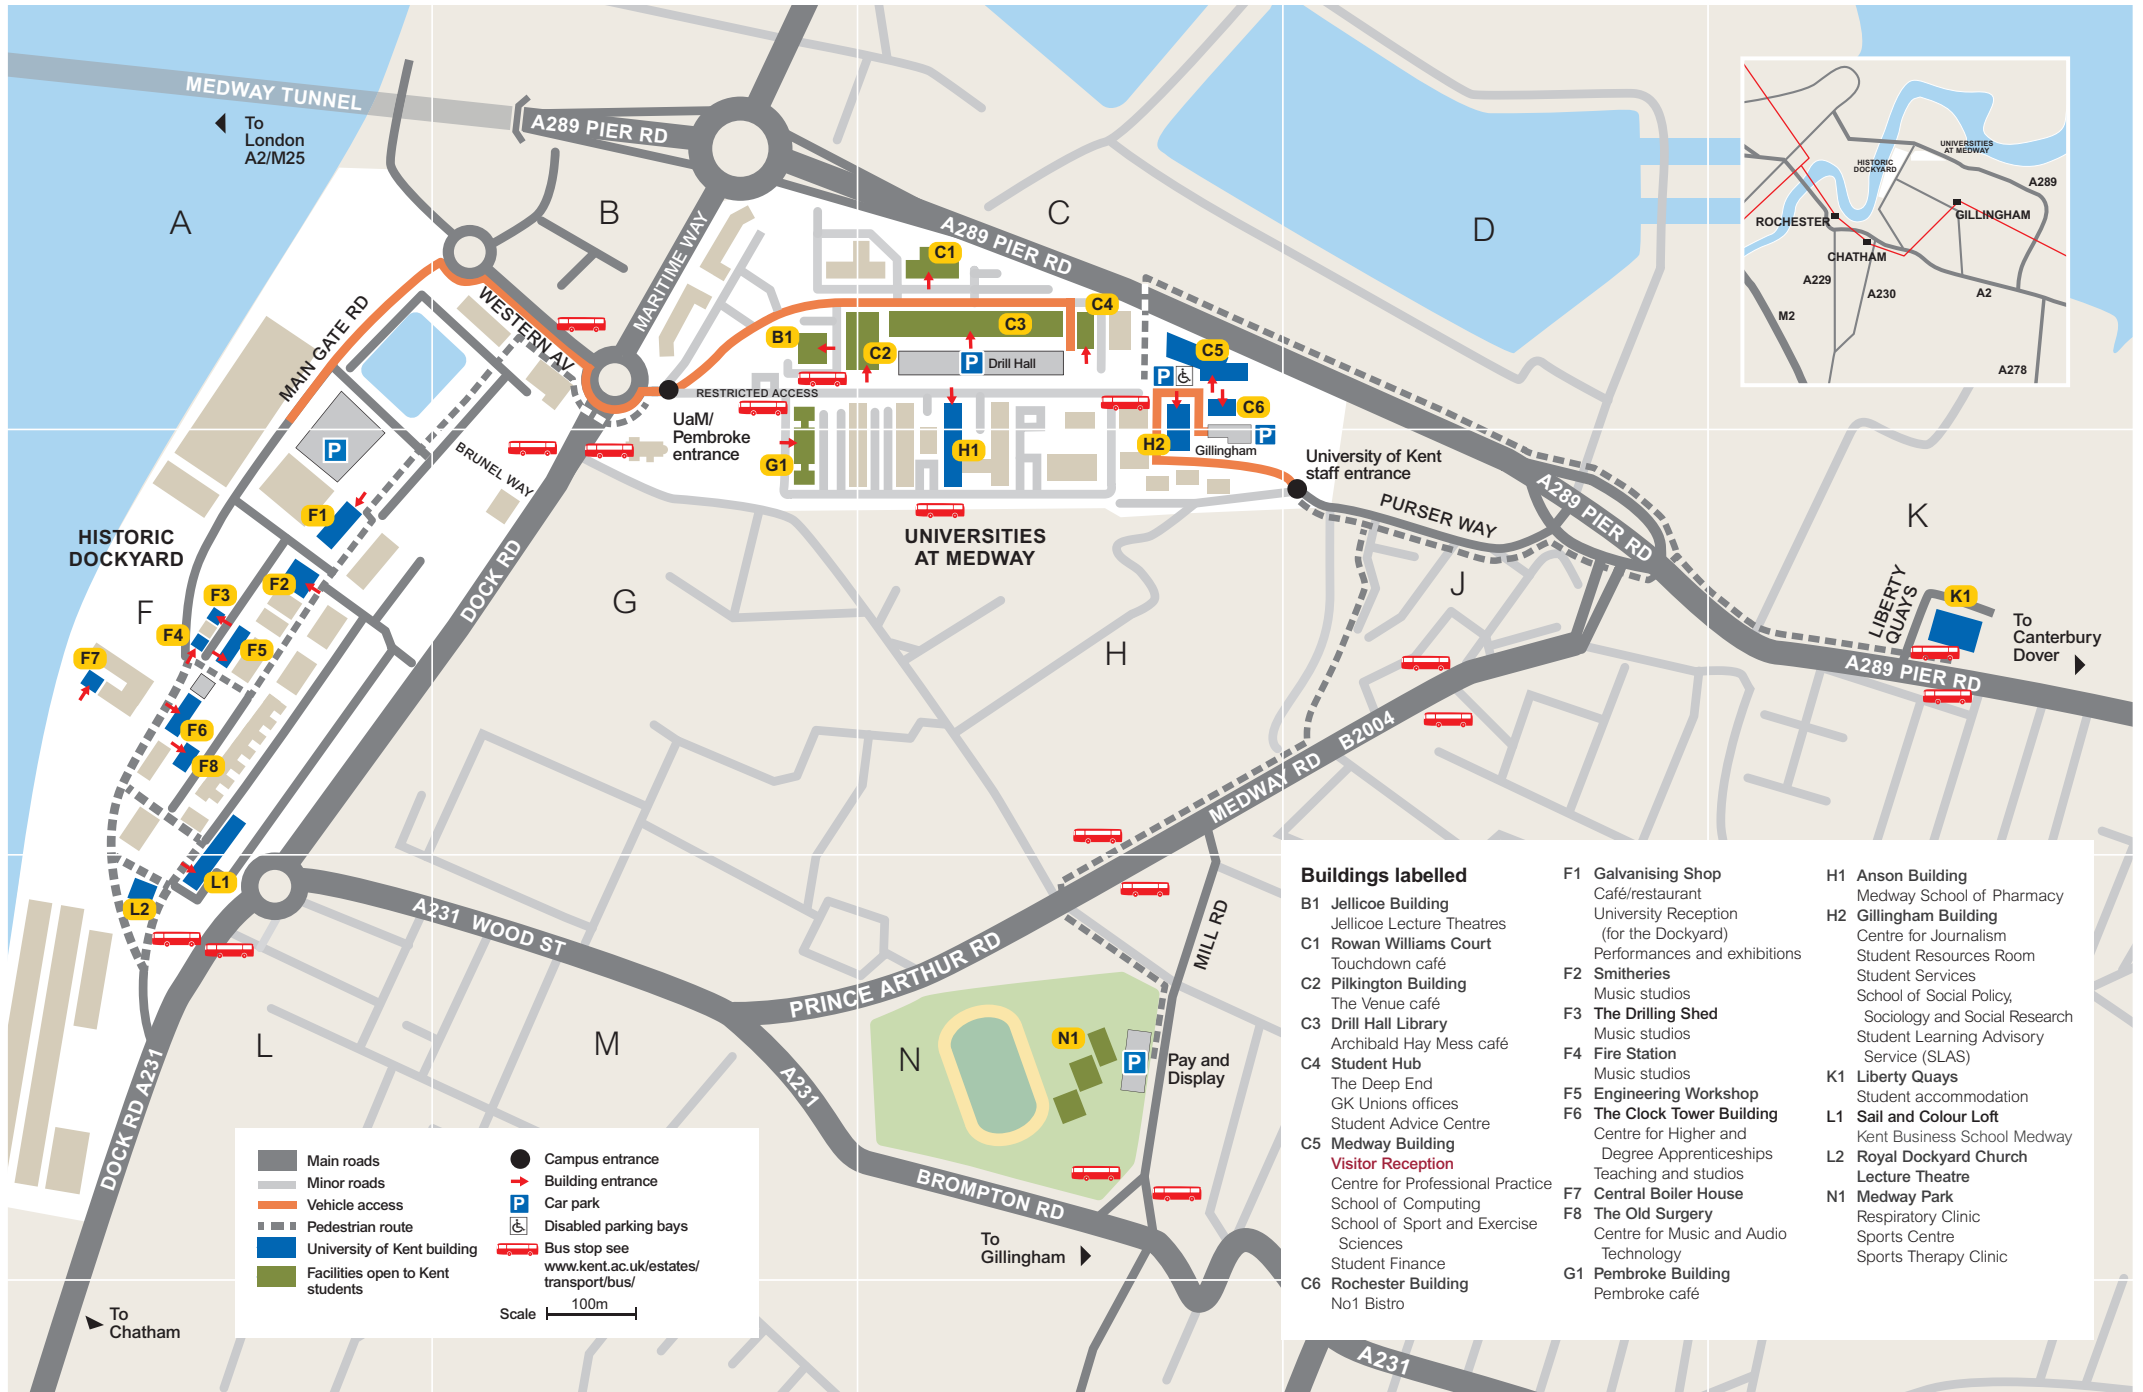 MEDWAY TUNNEL
To
London
A2/M25
A289 PIER RD
A
B
C
D
MARITIME WAY
A289 PIER RD
UNIVERSITIES
AT MEDWAY
HISTORIC
DOCKYARD
A289
ROCHESTER
GILLINGHAM
CHATHAM
A229
A230
A2
M2
A278
MAIN GATE RD
WESTERN AV
C1
C4
C3
B1
C2
P
Drill Hall
C5
P
RESTRICTED ACCESS
C6
UaM/
Pembroke
entrance
G1
H1
H2
P
Gillingham
P
BRUNEL WAY
University of Kent
staff entrance
PURSER WAY
A289 PIER RD
F1
HISTORIC
DOCKYARD
UNIVERSITIES
AT MEDWAY
K
DOCK RD
F2
F3
F
G
J
F4
F5
F7
H
LIBERTY
QUAYS
K1
To
Canterbury
Dover
A289 PIER RD
F6
F8
MEDWAY RD B2004
L1
L2
A231 WOOD ST
PRINCE ARTHUR RD
MILL RD
L
M
N
N1
P
Pay and
Display
A231
DOCK RD A231
BROMPTON RD
To
Gillingham
To
Chatham
A231
Main roads
Minor roads
Vehicle access
Pedestrian route
University of Kent building
Facilities open to Kent
students
Campus entrance
Building entrance
P
Car park
Disabled parking bays
Bus stop see
www.kent.ac.uk/estates/
transport/bus/
Scale
100m
Buildings labelled
B1 Jellicoe Building
Jellicoe Lecture Theatres
C1 Rowan Williams Court
Touchdown café
C2 Pilkington Building
The Venue café
C3 Drill Hall Library
Archibald Hay Mess café
C4 Student Hub
The Deep End
GK Unions offices
Student Advice Centre
C5 Medway Building
Visitor Reception
Centre for Professional Practice
School of Computing
School of Sport and Exercise
Sciences
Student Finance
C6 Rochester Building
No1 Bistro
F1 Galvanising Shop
Café/restaurant
University Reception
(for the Dockyard)
Performances and exhibitions
F2 Smitheries
Music studios
F3 The Drilling Shed
Music studios
F4 Fire Station
Music studios
F5 Engineering Workshop
F6 The Clock Tower Building
Centre for Higher and
Degree Apprenticeships
Teaching and studios
F7 Central Boiler House
F8 The Old Surgery
Centre for Music and Audio
Technology
G1 Pembroke Building
Pembroke café
H1 Anson Building
Medway School of Pharmacy
H2 Gillingham Building
Centre for Journalism
Student Resources Room
Student Services
School of Social Policy,
Sociology and Social Research
Student Learning Advisory
Service (SLAS)
K1 Liberty Quays
Student accommodation
L1 Sail and Colour Loft
Kent Business School Medway
L2 Royal Dockyard Church
Lecture Theatre
N1 Medway Park
Respiratory Clinic
Sports Centre
Sports Therapy Clinic